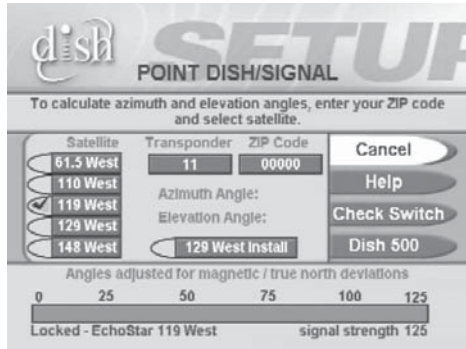 dish
SETUP
POINT DISH/SIGNAL
To calculate azimuth and elevation angles, enter your ZIP code
and select satellite.
Satellite Transponder ZIP Code
61.5 West 11 00000
110 West
119 West
129 West
148 West
Azimuth Angle:
Elevation Angle:
129 West Install
Cancel
Help
Check Switch
Dish 500
Angles adjusted for magnetic / true north deviations
0 25 50 75 100 125
Locked - EchoStar 119 West signal strength 125